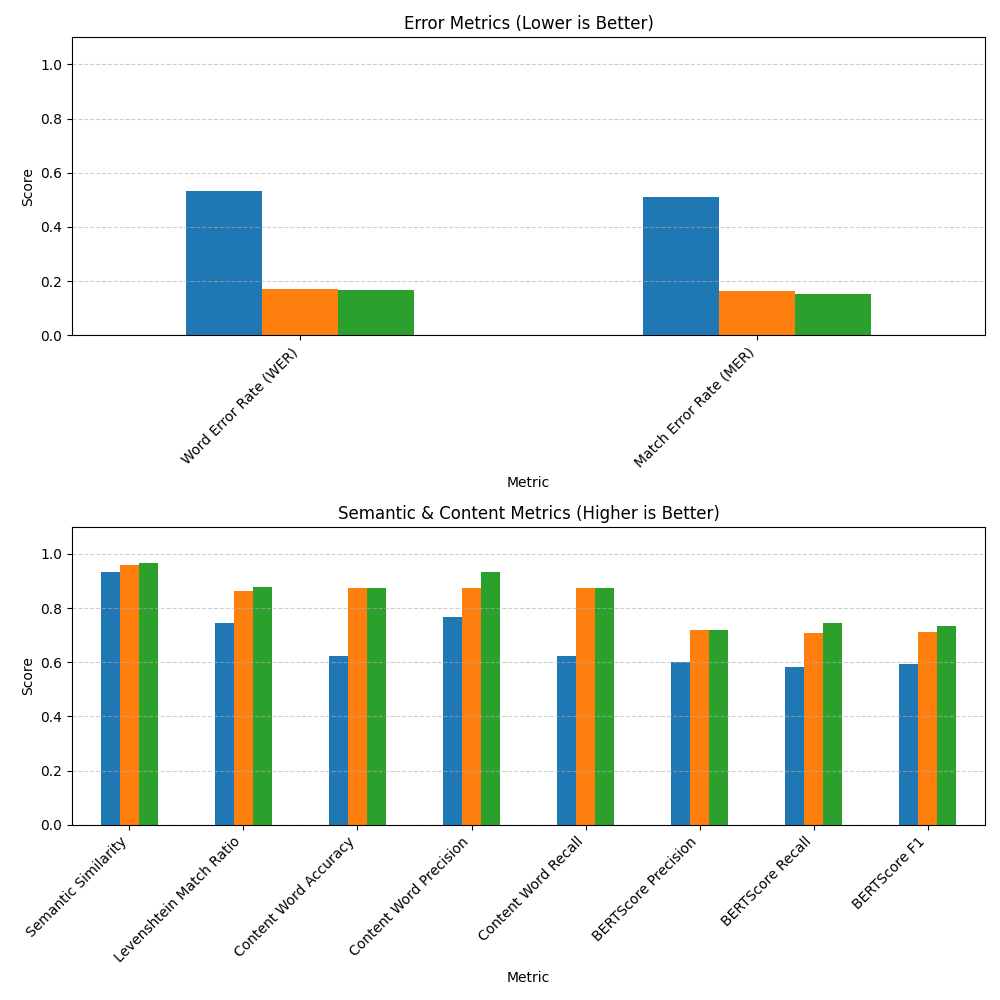 Error Metrics (Lower is Better)
1.0
0.8
0.6
0.4
0.2
0.0
Score
Word Error Rate (WER)
Match Error Rate (MER)
Metric
Semantic & Content Metrics (Higher is Better)
1.0
0.8
0.6
0.4
0.2
0.0
Score
Semantic Similarity
Levenshtein Match Ratio
Content Word Accuracy
Content Word Precision
Content Word Recall
BERTScore Precision
BERTScore Recall
BERTScore F1
Metric